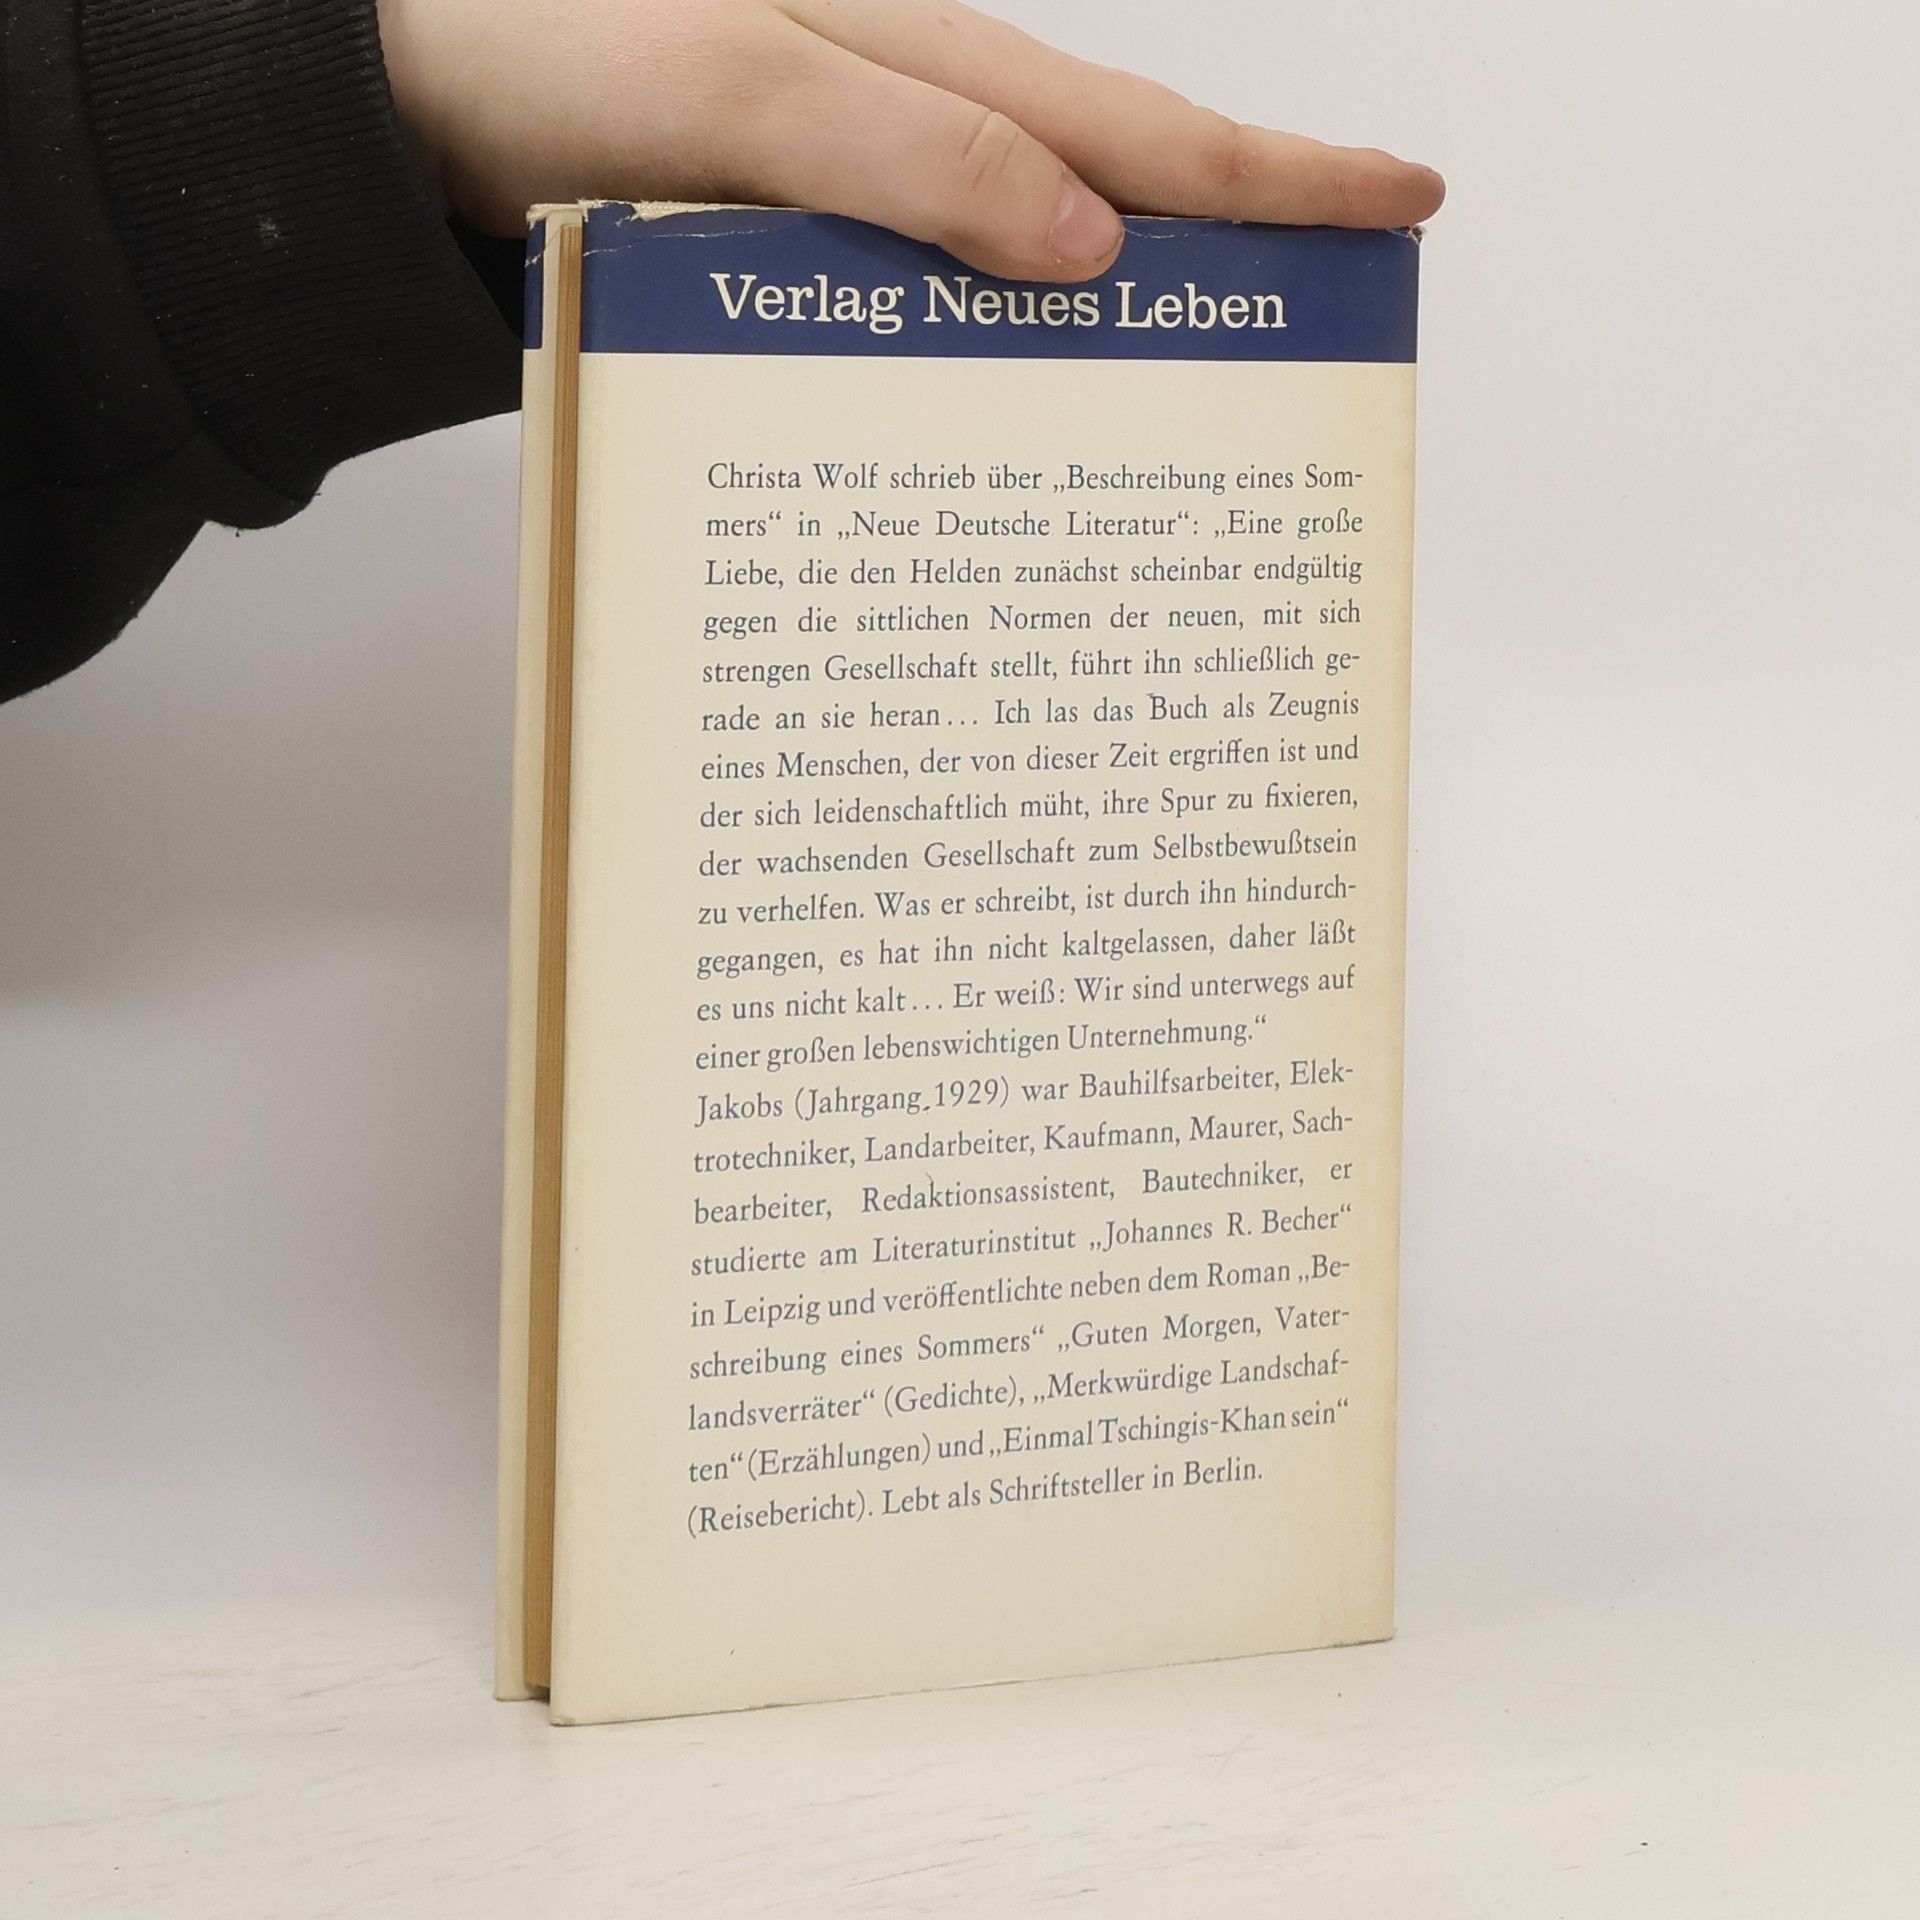 Verlag Neues Leben
Christa Wolf schrieb über „Beschreibung eines Som-
mers“ in „Neue Deutsche Literatur“: „Eine große
Liebe, die den Helden zunächst scheinbar endgültig
gegen die sittlichen Normen der neuen, mit sich
strengen Gesellschaft stellt, führt ihn schließlich ge-
rade an sie heran... Ich las das Buch als Zeugnis
eines Menschen, der von dieser Zeit ergriffen ist und
der sich leidenschaftlich müht, ihre Spur zu fixieren,
der wachsenden Gesellschaft zum Selbstbewußtsein
zu verhelfen. Was er schreibt, ist durch ihn hindurch-
gegangen, es hat ihn nicht kaltgelassen, daher läßt
es uns nicht kalt... Er weiß: Wir sind unterwegs auf
einer großen lebenswichtigen Unternehmung.“
Jakobs (Jahrgang 1929) war Bauhilfsarbeiter, Elek-
trotechniker, Landarbeiter, Kaufmann, Maurer, Sach-
bearbeiter, Redaktionsassistent, Bautechniker, er
studierte am Literaturinstitut „Johannes R. Becher“
in Leipzig und veröffentlichte neben dem Roman „Be-
schreibung eines Sommers“ „Guten Morgen, Vater-
landsverräter“ (Gedichte), „Merkwürdige Landschaf-
ten“ (Erzählungen) und „Einmal Tschingis-Khan sein“
(Reisebericht). Lebt als Schriftsteller in Berlin.